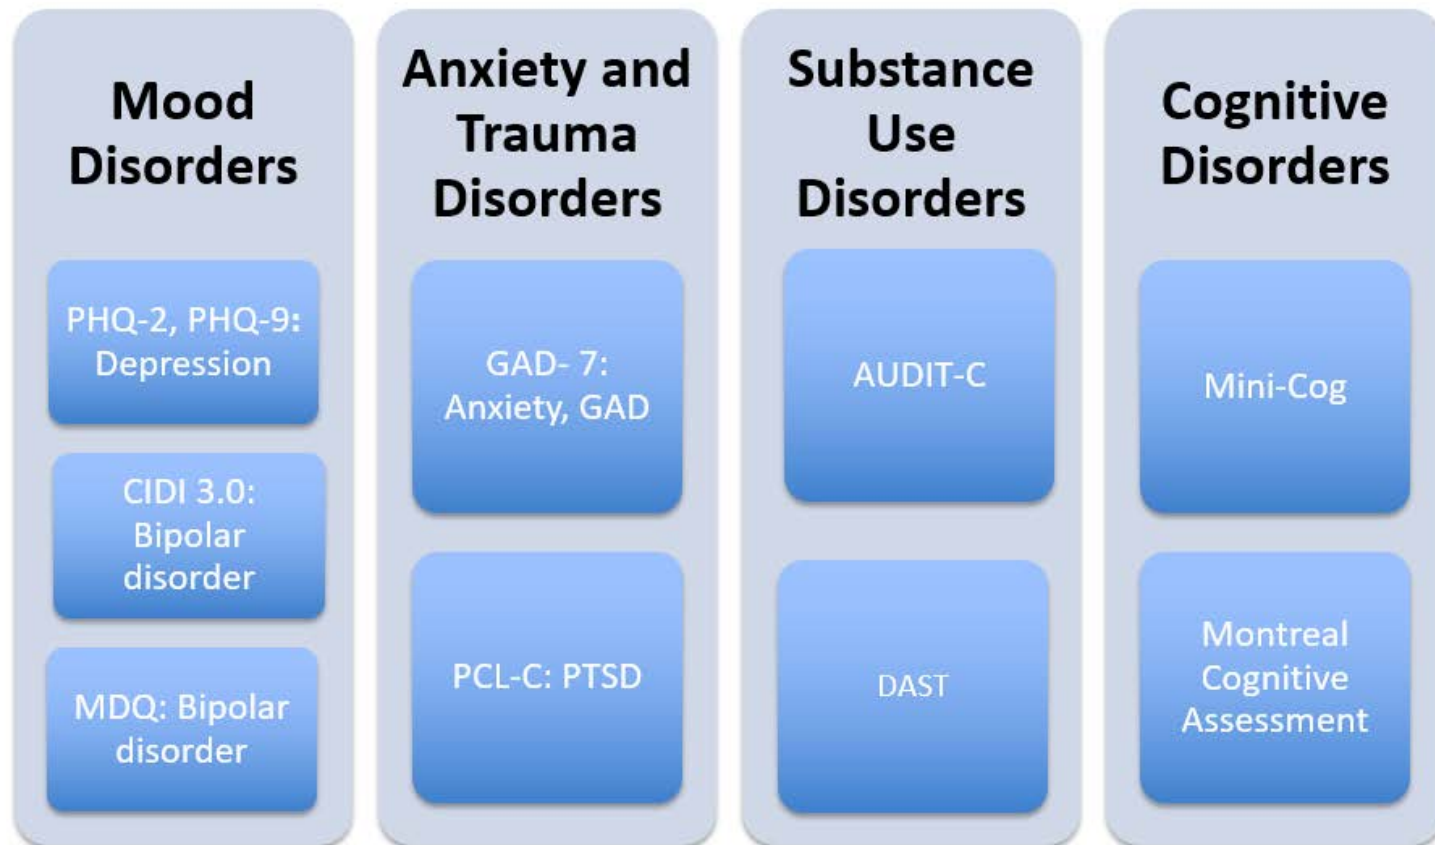 Mood
Disorders
PHQ-2, PHQ-9:
Depression
CIDI 3.0:
Bipolar
disorder
MDQ: Bipolar
disorder
Anxiety and
Trauma
Disorders
GAD- 7:
Anxiety, GAD
PCL-C: PTSD
Substance
Use
Disorders
AUDIT-C
DAST
Cognitive
Disorders
Mini-Cog
Montreal
Cognitive
Assessment